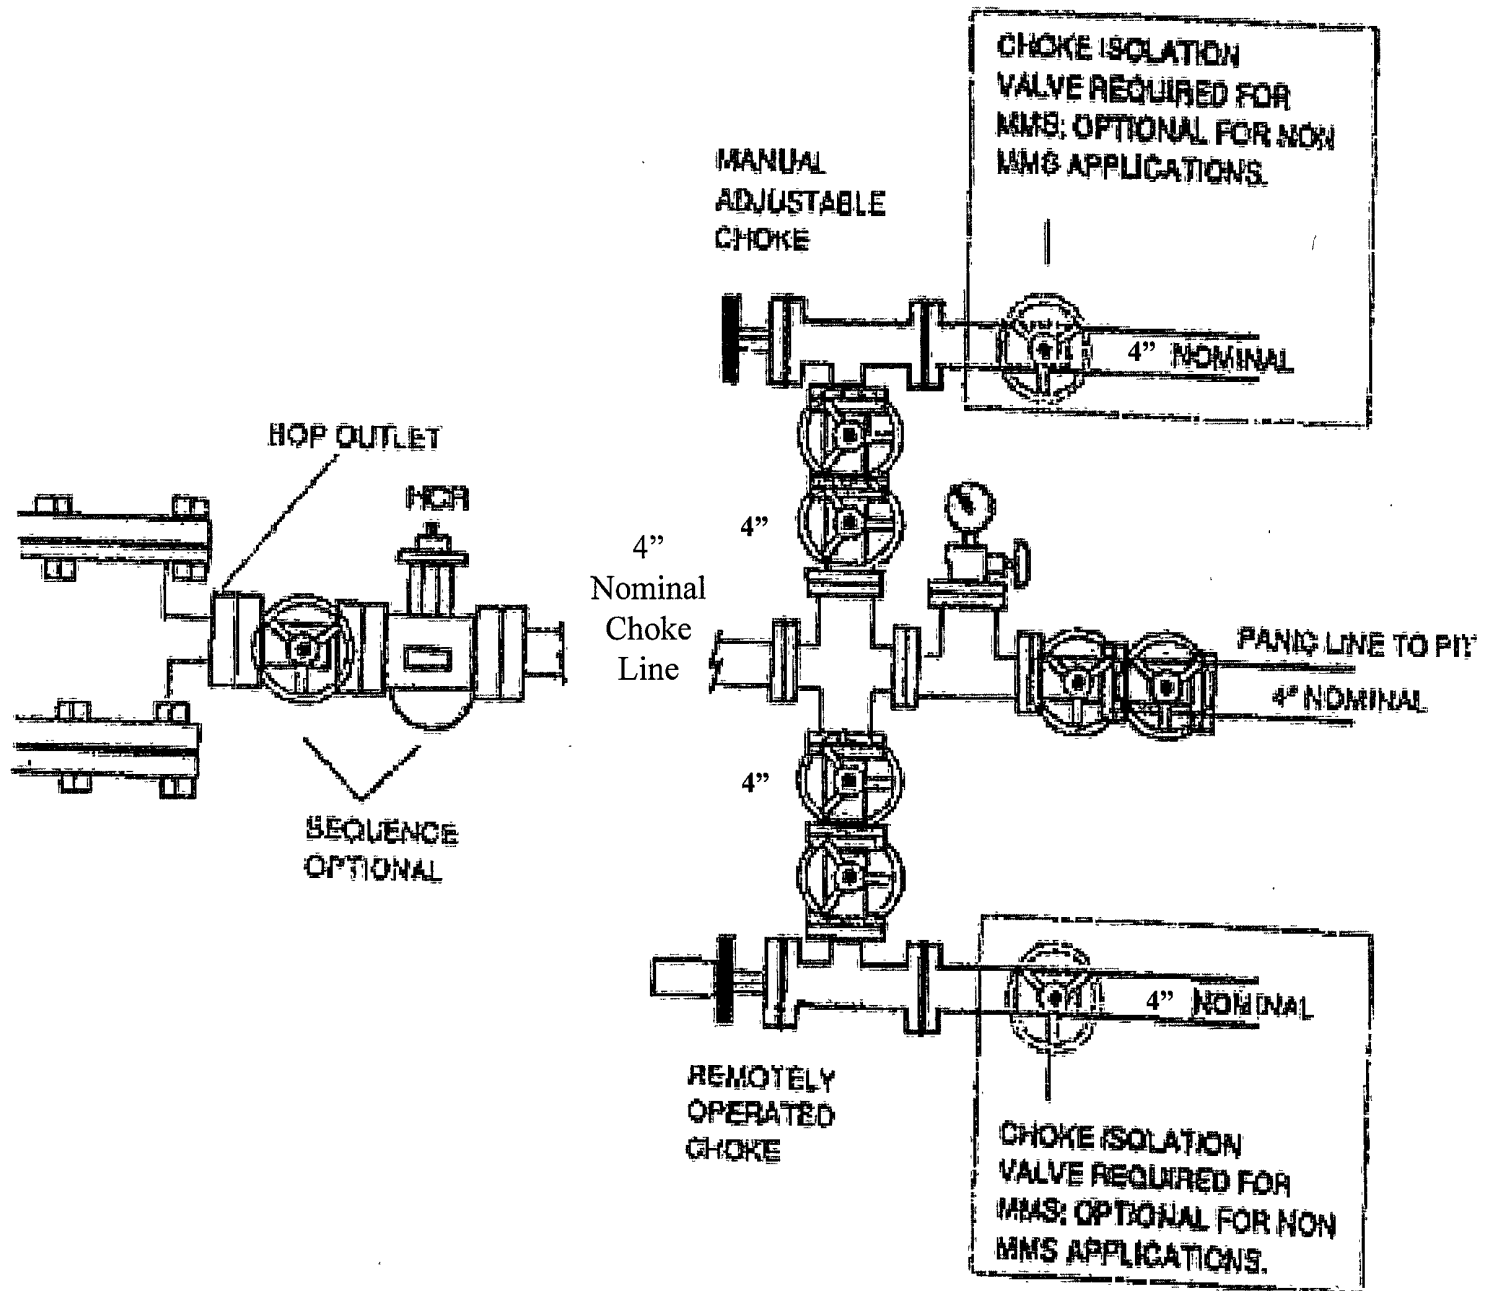 CHOKE ISOLATION
VALVE REQUIRED FOR
MMS; OPTIONAL FOR NON
MMS APPLICATIONS.
MANUAL
ADJUSTABLE
CHOKE
4” NOMINAL
BOP OUTLET
HCR
4”
4”
Nominal
Choke
Line
PANIC LINE TO PIT
4" NOMINAL
4”
SEQUENCE
OPTIONAL
4” NOMINAL
REMOTELY
OPERATED
CHOKE
CHOKE ISOLATION
VALVE REQUIRED FOR
MMS; OPTIONAL FOR NON
MMS APPLICATIONS.